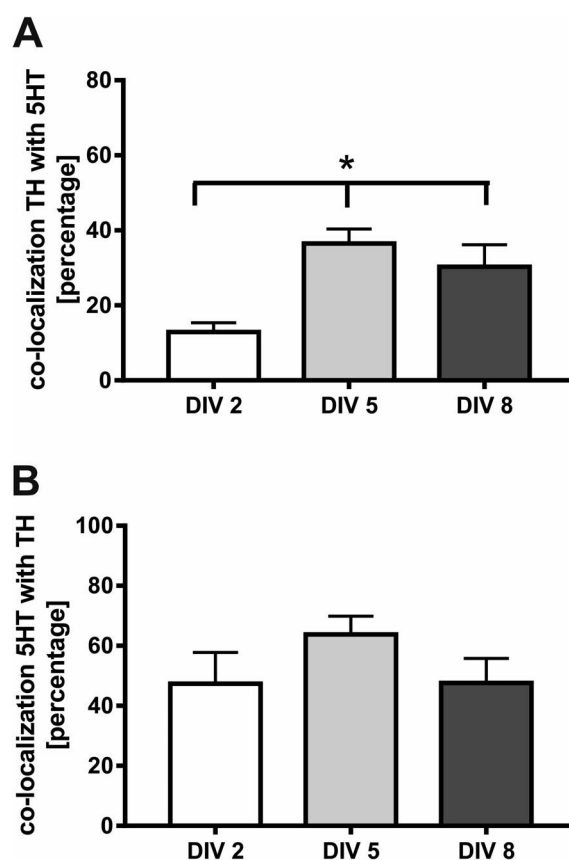 A
co-localization TH with 5HT
[percentage]
80
60
40
20
0
*
DIV 2 DIV 5 DIV 8
B
co-localization 5HT with TH
[percentage]
100
80
60
40
20
0
DIV 2 DIV 5 DIV 8